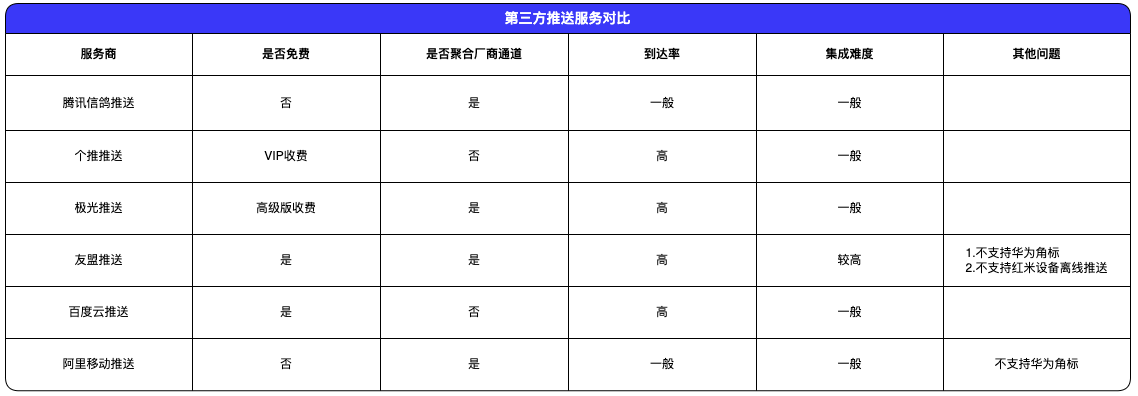 第三方推送服务对比
服务商 是否免费 是否聚合厂商通道 到达率 集成难度 其他问题
腾讯信鸽推送 否 是 一般 一般
个推推送 VIP收费 否 高 一般
极光推送 高级版收费 是 高 一般
友盟推送 是 是 高 较高 1.不支持华为角标
2.不支持红米设备离线推送
百度云推送 是 否 高 一般
阿里移动推送 否 是 一般 一般 不支持华为角标